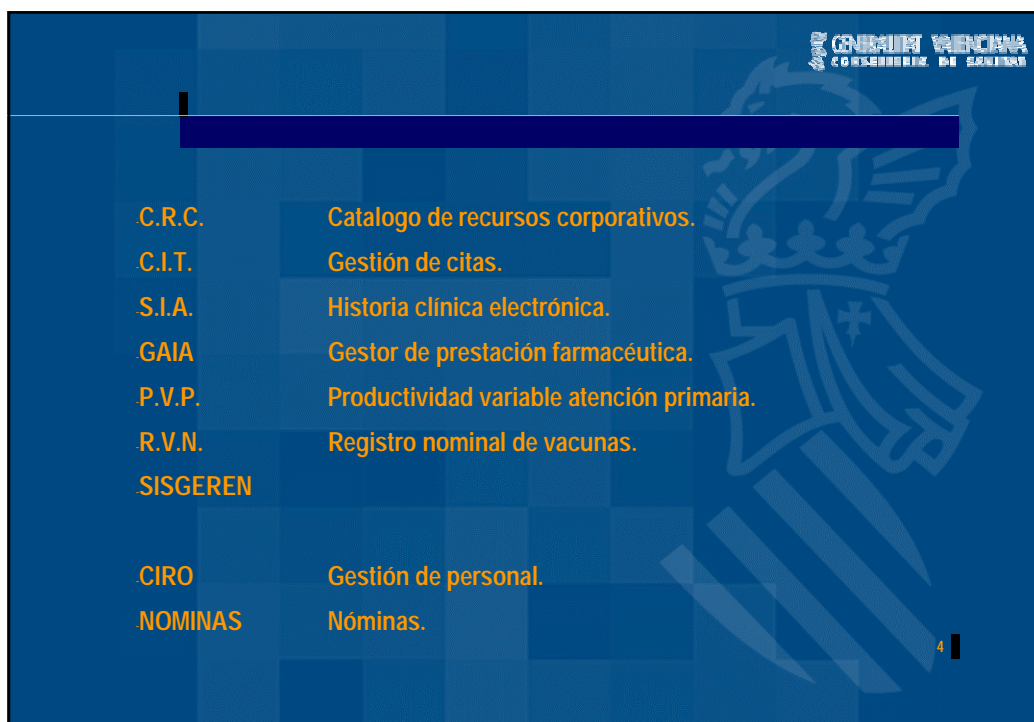 GENERALITAT VALENCIANA
CONSELLERIA DE SANITAT
-C.R.C. Catalogo de recursos corporativos.
-C.I.T. Gestión de citas.
-S.I.A. Historia clínica electrónica.
-GAIA Gestor de prestación farmacéutica.
-P.V.P. Productividad variable atención primaria.
-R.V.N. Registro nominal de vacunas.
-SISGEREN
-CIRO Gestión de personal.
-NOMINAS Nóminas.
4